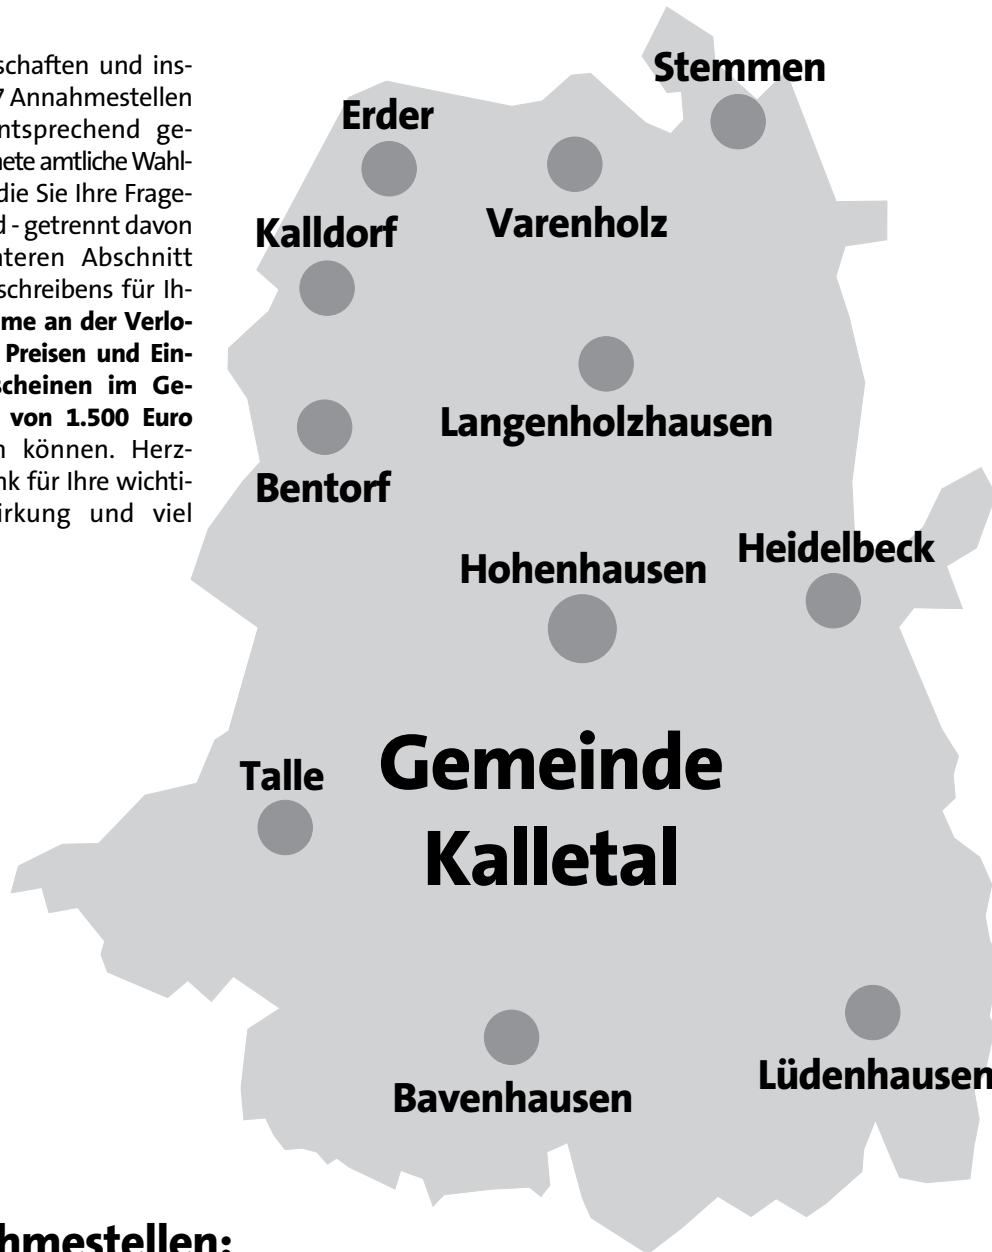 schaften und ins-
7 Annahmestellen
ntsprechend ge-
nete amtliche Wahl-
die Sie Ihre Frage-
d - getrennt davon
nteren Abschnitt
schreibens für Ih-
me an der Verlo-
Preisen und Ein-
scheinen im Ge-
von 1.500 Euro
n können. Herz-
nk für Ihre wichti-
irkung und viel
Stemmen
Erder
Varenholz
Kalldorf
Langenholzhausen
Bentorf
Heidelbeck
Hohenhausen
Gemeinde
Kalletal
Talle
Lüdenhausen
Bavenhausen
hmestellen: